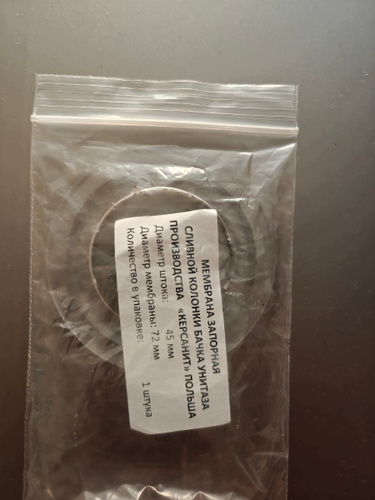 МЕМБРАНА ЗАПОРНАЯ
СЛИВНОЙ КОЛОНКИ БАЧКА УНИТАЗА
ПРОИЗВОДСТВА «КЕРСАНИТ» ПОЛЬША
Диаметр штока: 45 мм
Диаметр мембраны: 72 мм
Количество в упаковке: 1 штука